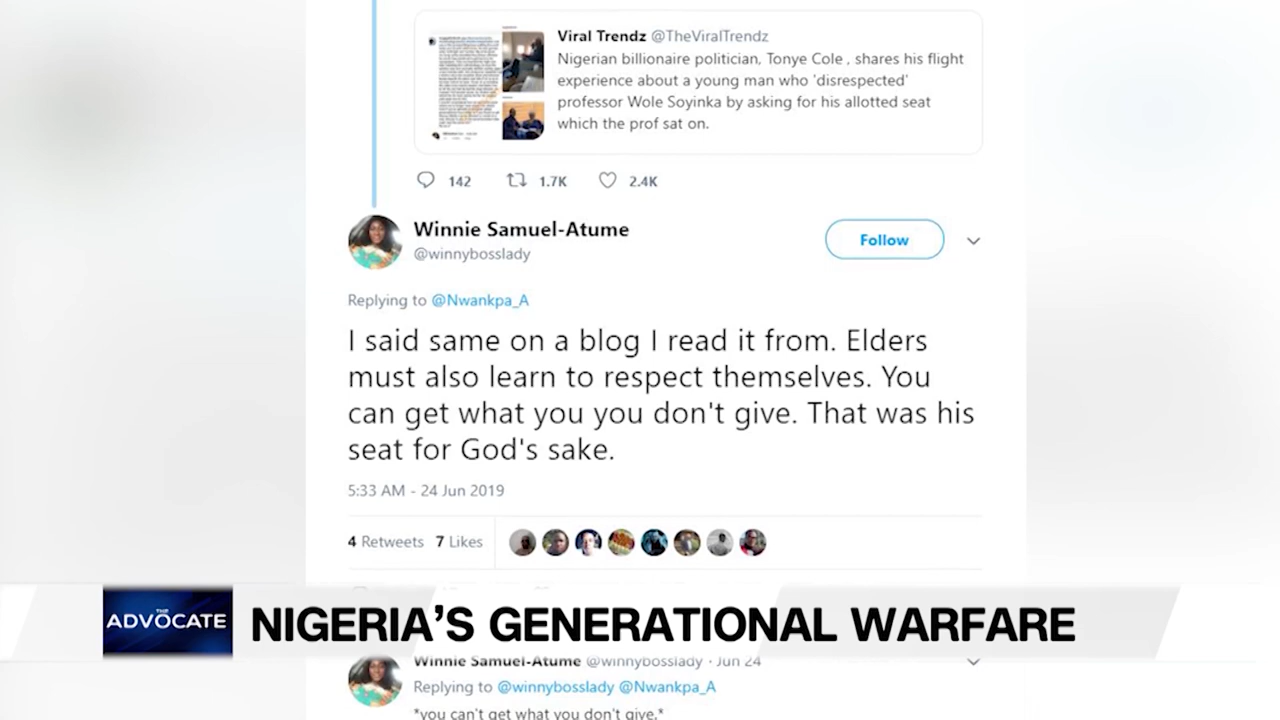 Viral Trendz @TheViralTrendz
Nigerian billionaire politician, Tonye Cole , shares his flight
experience about a young man who 'disrespected'
professor Wole Soyinka by asking for his allotted seat
which the prof sat on.
142 1.7K 2.4K
Winnie Samuel-Atume
@winnybosslady
Follow
Replying to @Nwankpa_A
I said same on a blog I read it from. Elders
must also learn to respect themselves. You
can get what you you don't give. That was his
seat for God's sake.
5:33 AM - 24 Jun 2019
4 Retweets 7 Likes
THE
ADVOCATE
NIGERIA'S GENERATIONAL WARFARE
Winnie Samuel-Atume @winnybosslady · Jun 24
Replying to @winnybosslady @Nwankpa_A
*you can't get what you don't give.*